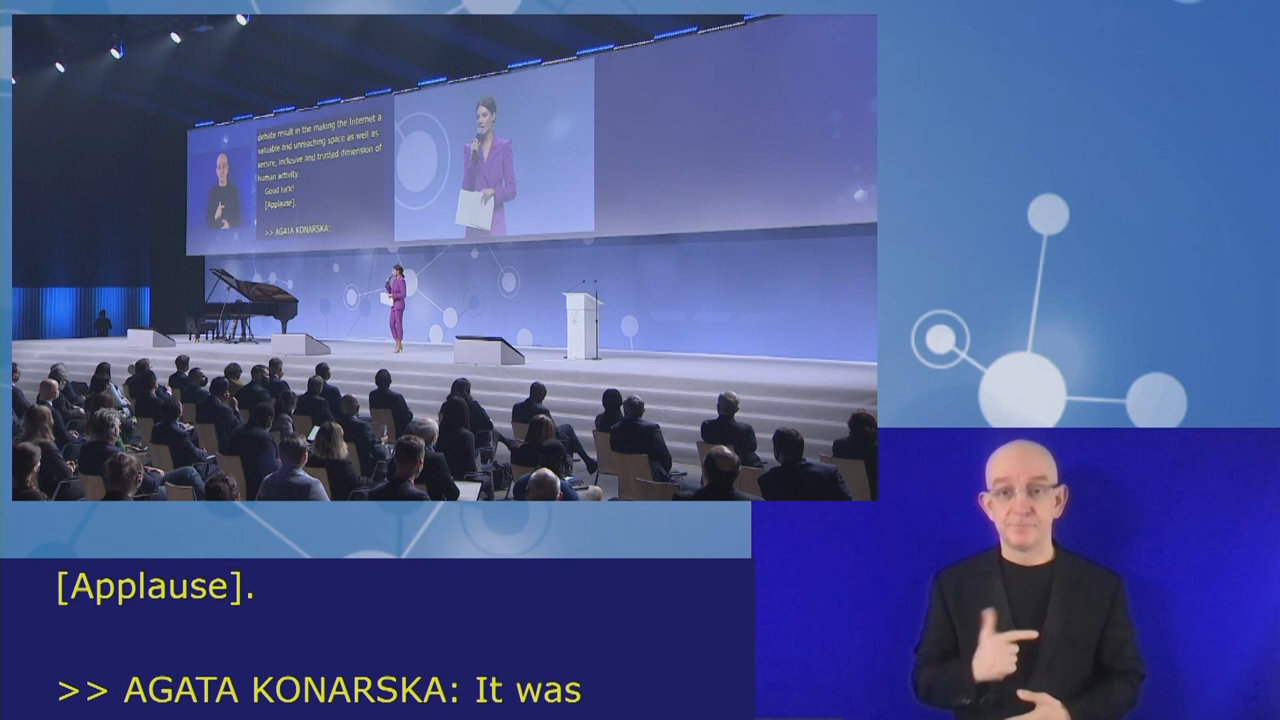 debate result in the making the Internet a
valuable and unreaching space as well as
secure, inclusive and trusted dimension of
human activity.
Good luck!
[Applause].
>> AGATA KONARSKA:
[Applause].
>> AGATA KONARSKA: It was